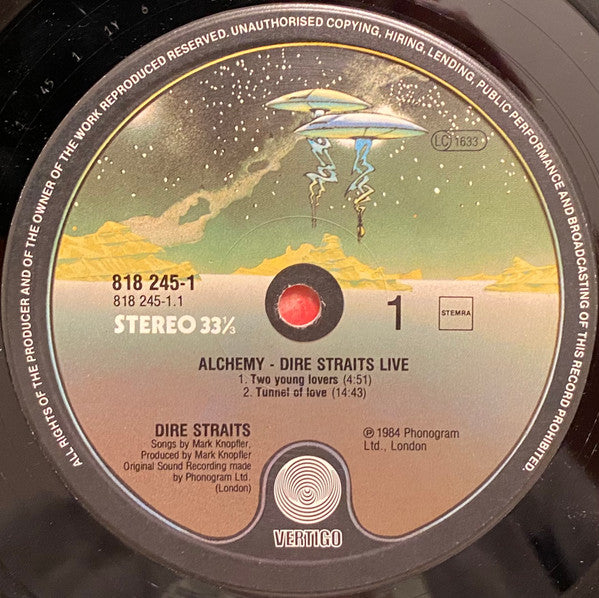 ALL RIGHTS OF THE PRODUCER AND OF THE OWNER OF THE WORK REPRODUCED RESERVED. UNAUTHORISED COPYING, HIRING, LENDING, PUBLIC PERFORMANCE AND BROADCASTING OF THIS RECORD PROHIBITED.
LC 1633
818 245-1
818 245-1.1
STEREO 33⅓
1
STEMRA
ALCHEMY - DIRE STRAITS LIVE
1. Two young lovers (4:51)
2. Tunnel of love (14:43)
DIRE STRAITS
Songs by Mark Knopfler,
Produced by Mark Knopfler
Original Sound Recording made
by Phonogram Ltd.
(London)
℗ 1984 Phonogram
Ltd., London
VERTIGO